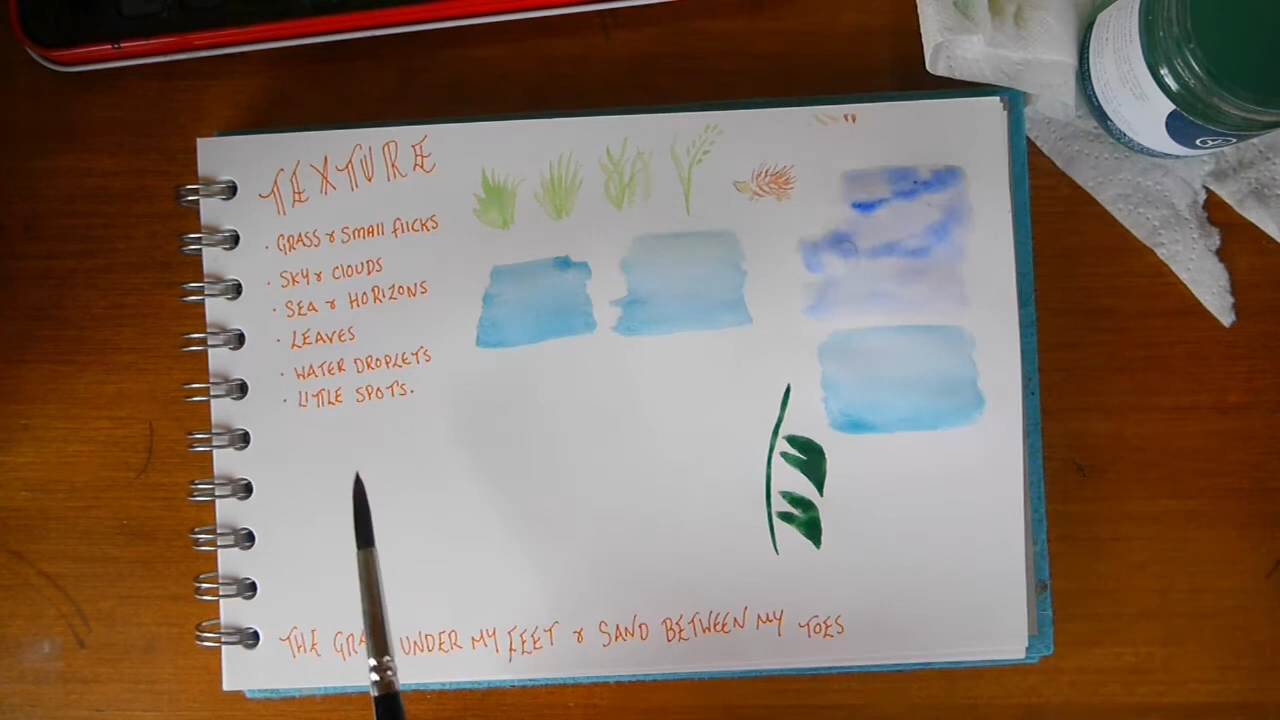 TEXTURE
· GRASS & SMALL flICKS
· SKY & CLOUDS
· SEA & HORIZONS
· LEAVES
· WATER DROPLETS
· LITTLE SPOTS.
THE GRA UNDER MY FEET & SAND BETWEEN MY TOES